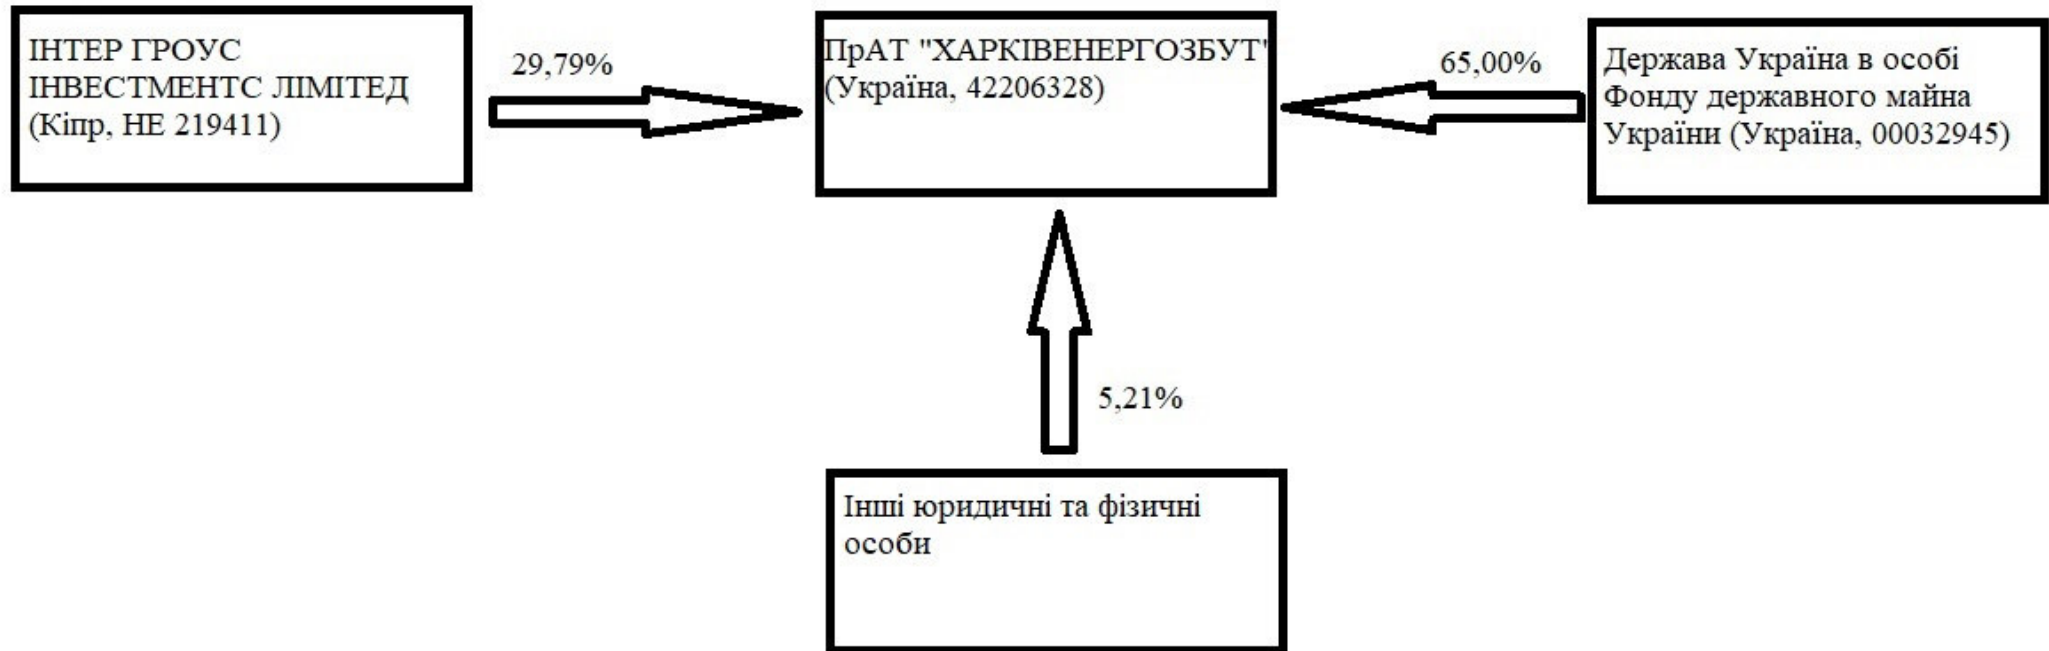 ІНТЕР ГРОУС
ІНВЕСТМЕНТС ЛІМІТЕД
(Кіпр, НЕ 219411)
29,79%
ПрАТ "ХАРКІВЕНЕРГОЗБУТ"
(Україна, 42206328)
65,00%
Держава Україна в особі
Фонду державного майна
України (Україна, 00032945)
5,21%
Інші юридичні та фізичні
особи